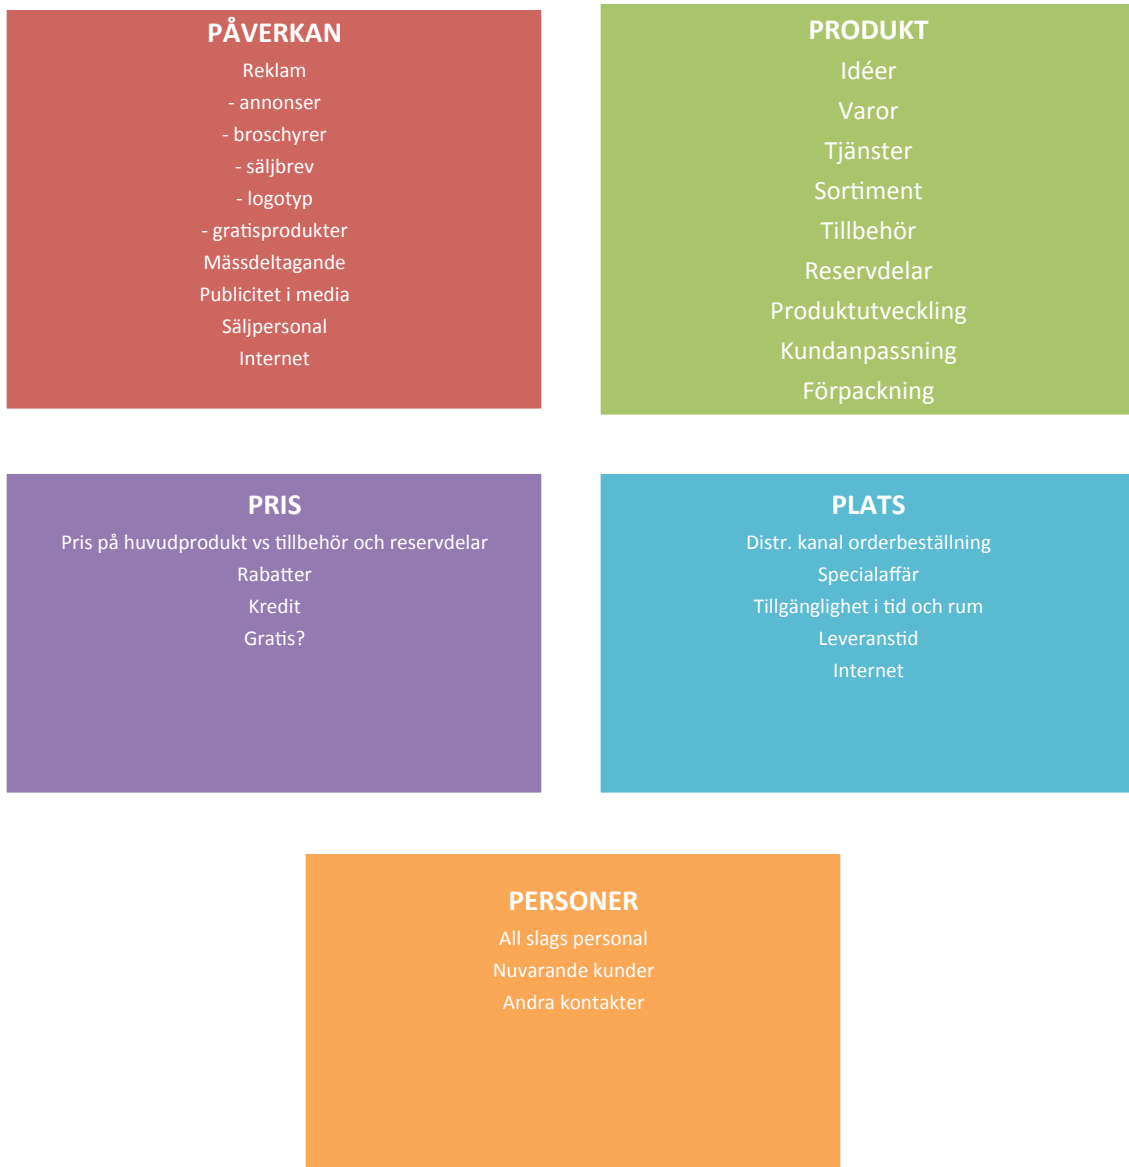 PÅVERKAN
Reklam
- annonser
- broschyrer
- säljbrev
- logotyp
- gratisprodukter
Mässdeltagande
Publicitet i media
Säljpersonal
Internet
PRODUKT
Idéer
Varor
Tjänster
Sortiment
Tillbehör
Reservdelar
Produktutveckling
Kundanpassning
Förpackning
PRIS
Pris på huvudprodukt vs tillbehör och reservdelar
Rabatter
Kredit
Gratis?
PLATS
Distr. kanal orderbeställning
Specialaffär
Tillgänglighet i tid och rum
Leveranstid
Internet
PERSONER
All slags personal
Nuvarande kunder
Andra kontakter